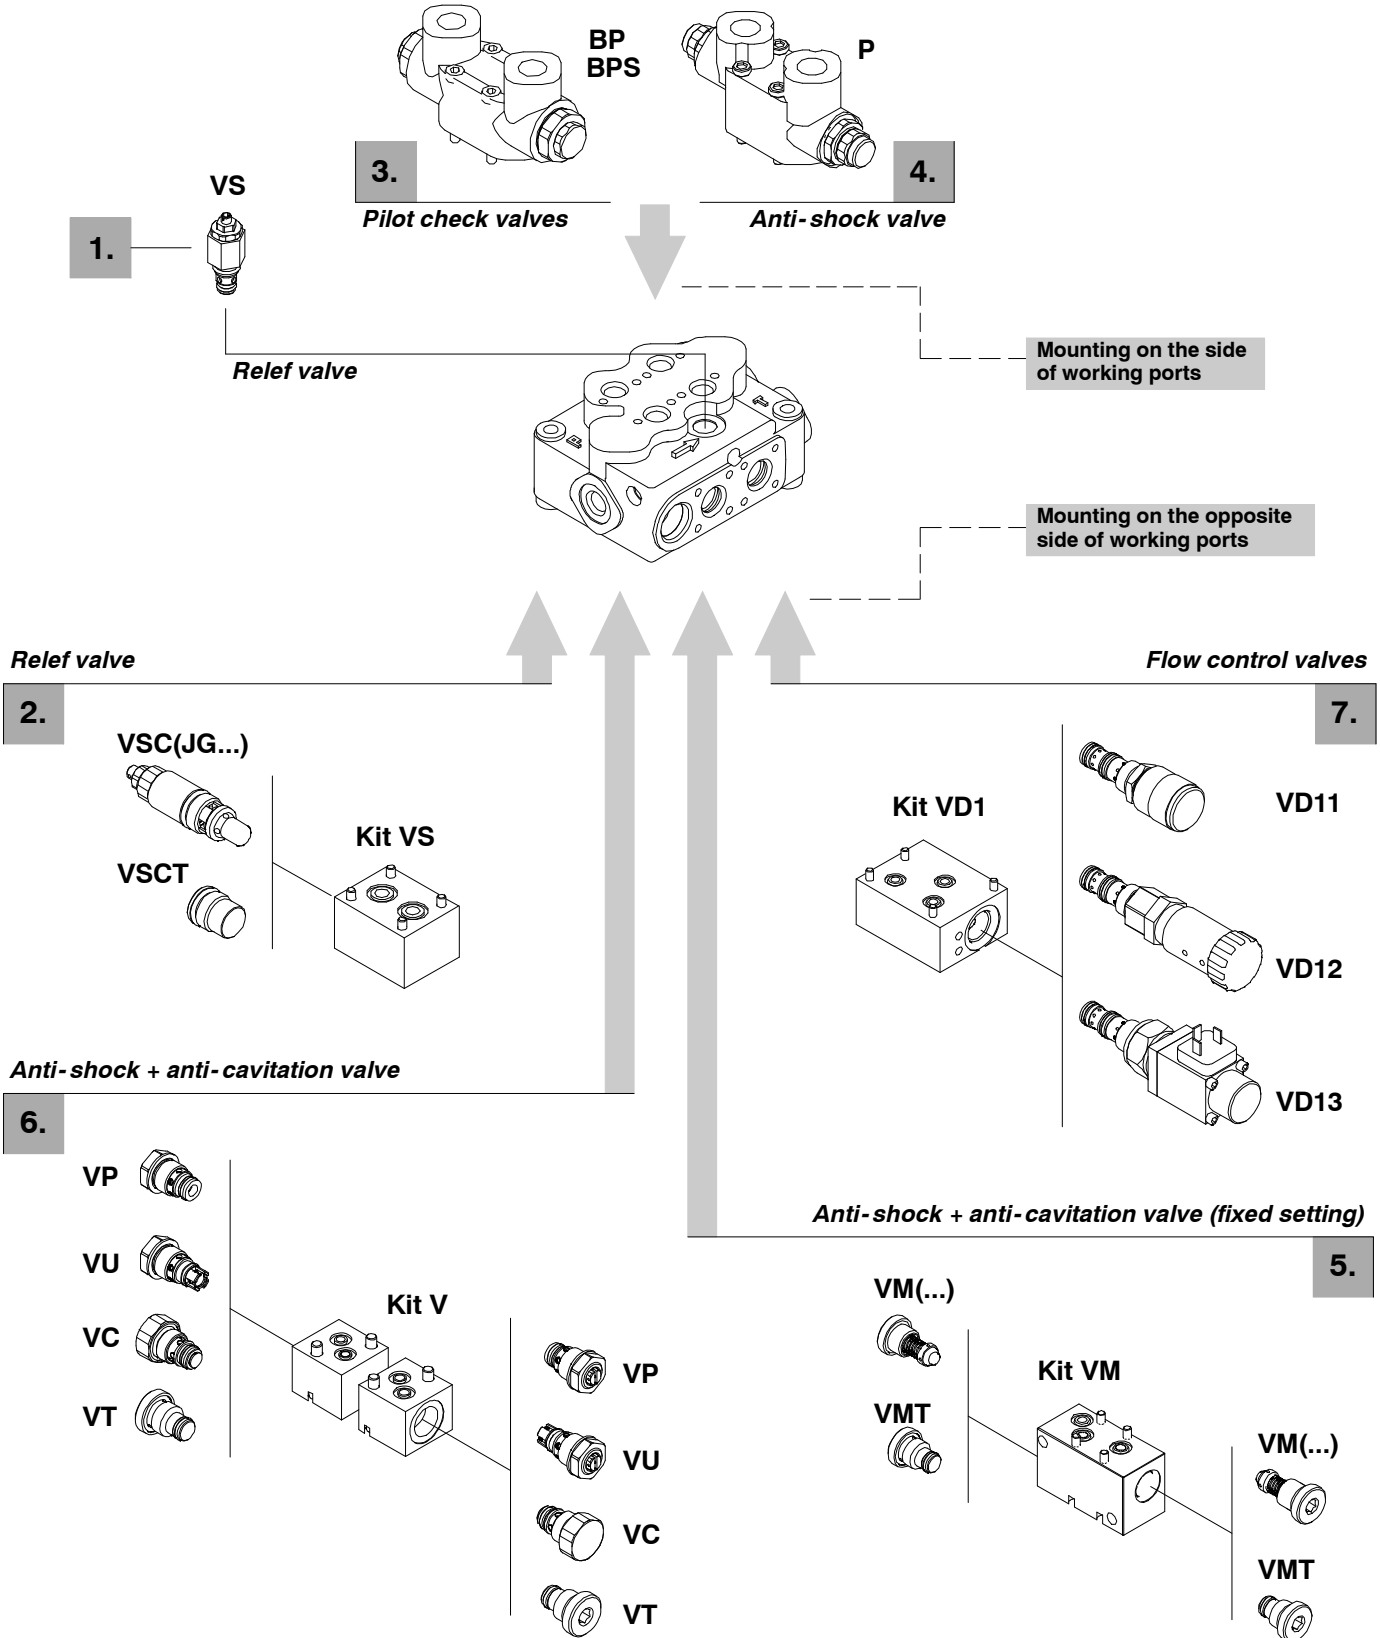 BP
BPS
P
3.
4.
VS
Pilot check valves
Anti-shock valve
1.
Mounting on the side
of working ports
Relef valve
T
P
Mounting on the opposite
side of working ports
Relef valve
Flow control valves
2.
7.
VSC(JG...)
Kit VS
VSCT
Kit VD1
VD11
VD12
VD13
Anti-shock + anti-cavitation valve
6.
VP
VU
VC
VT
Kit V
VP
VU
VC
VT
Anti-shock + anti-cavitation valve (fixed setting)
5.
VM(...)
VMT
Kit VM
VM(...)
VMT